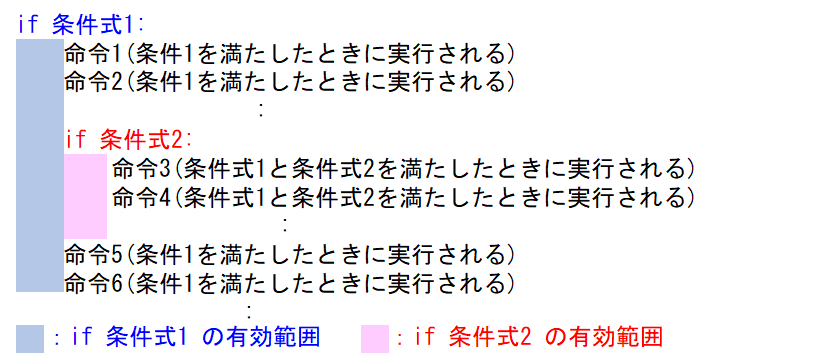 if 条件式1:
命令1(条件1を満たしたときに実行される)
命令2(条件1を満たしたときに実行される)
:
if 条件式2:
命令3(条件式1と条件式2を満たしたときに実行される)
命令4(条件式1と条件式2を満たしたときに実行される)
:
命令5(条件1を満たしたときに実行される)
命令6(条件1を満たしたときに実行される)
:
:if 条件式1 の有効範囲 :if 条件式2 の有効範囲